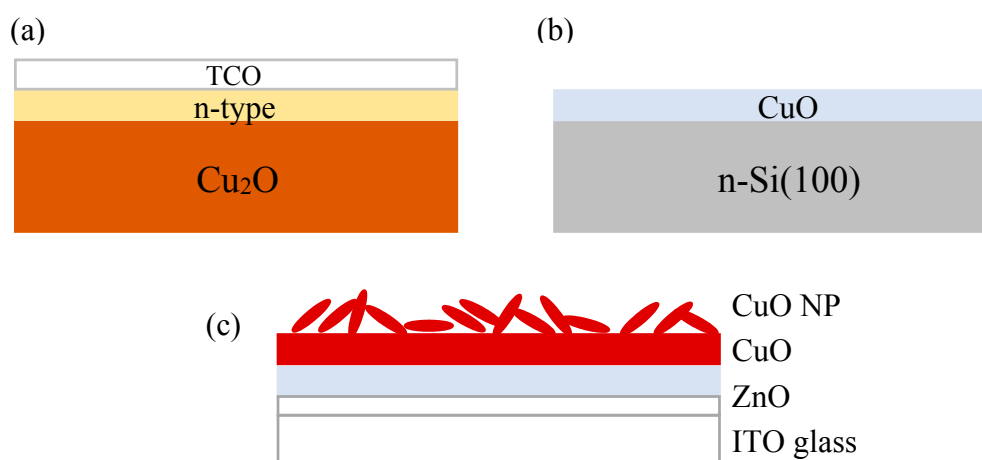 (a)
TCO
n-type
Cu₂O
(b)
CuO
n-Si(100)
(c)
CuO NP
CuO
ZnO
ITO glass